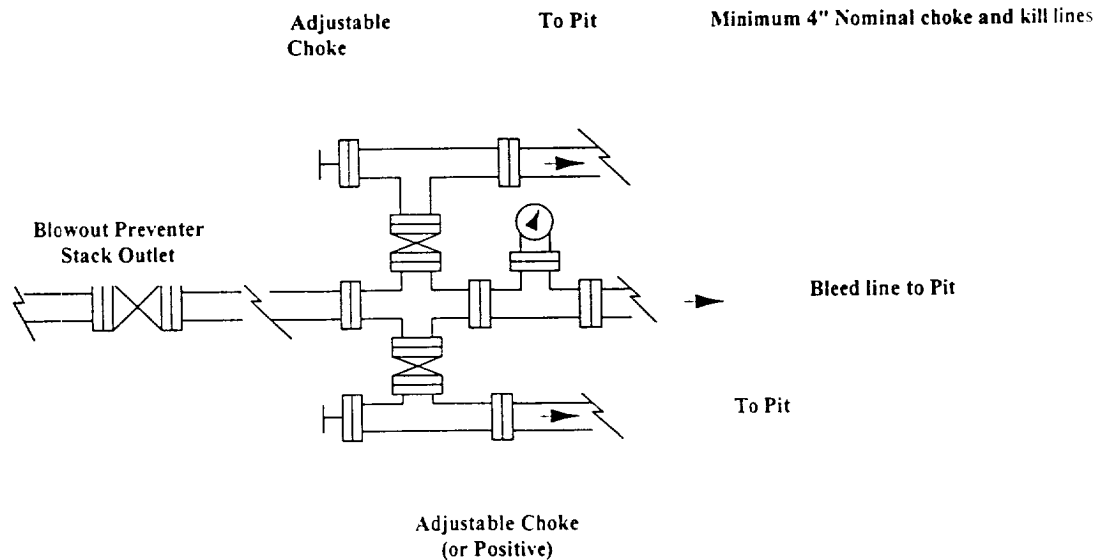 Adjustable
Choke
To Pit
Minimum 4" Nominal choke and kill lines
Blowout Preventer
Stack Outlet
Bleed line to Pit
To Pit
Adjustable Choke
(or Positive)